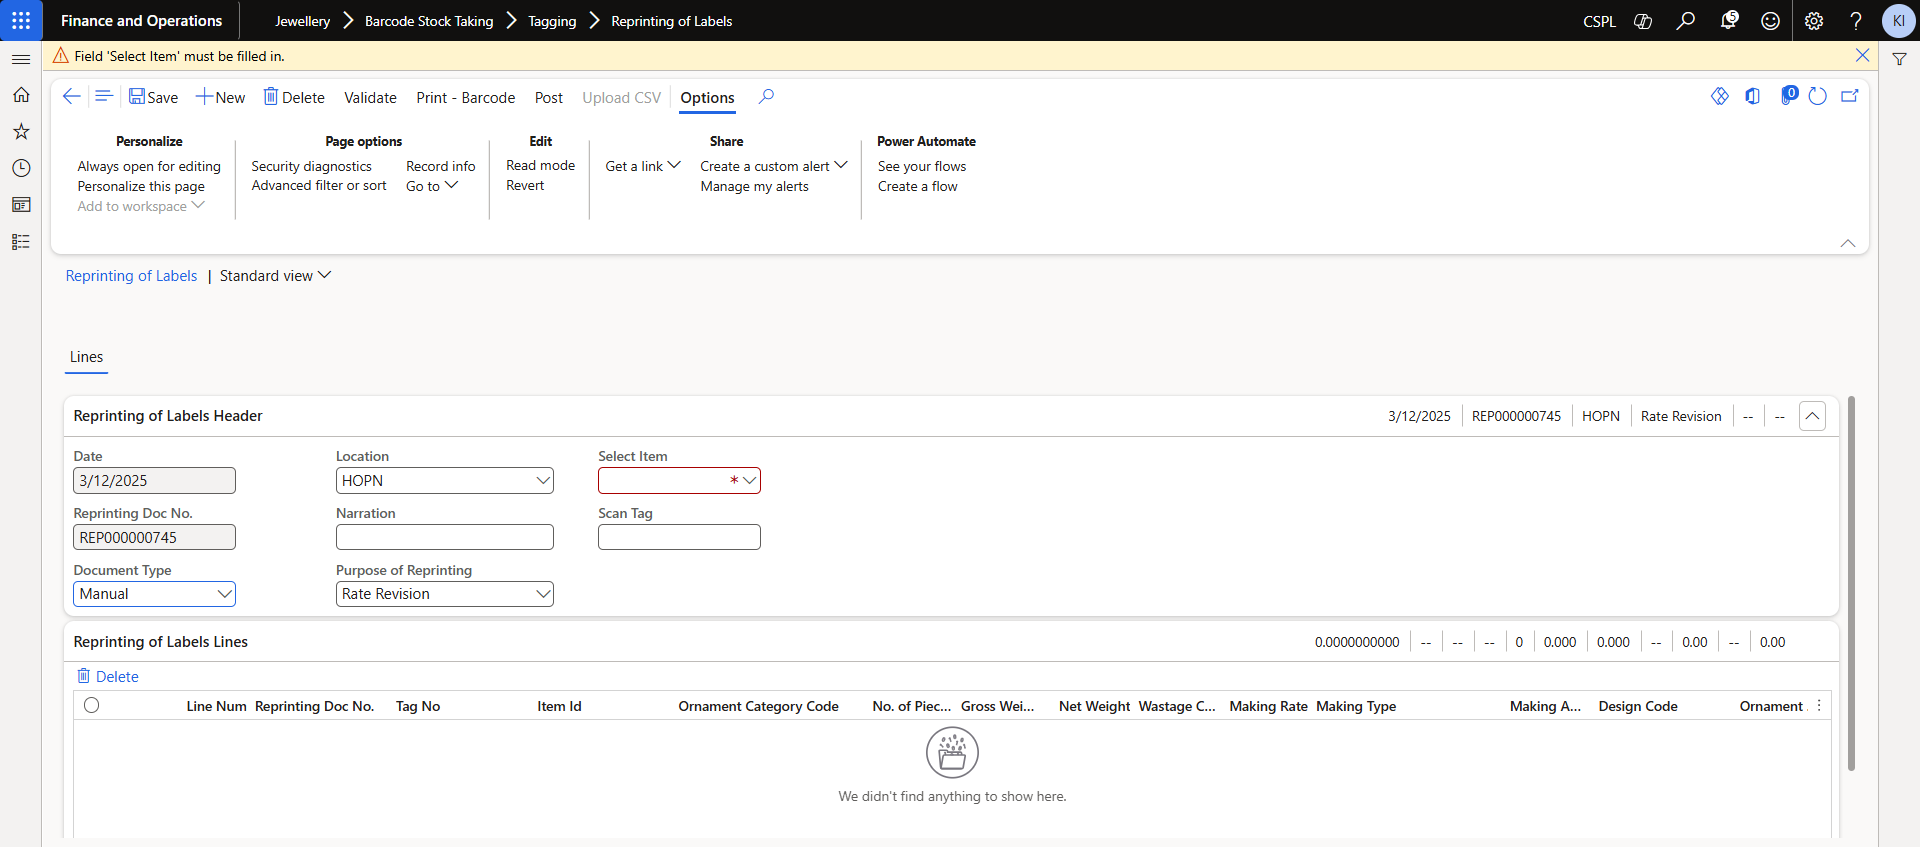 Finance and Operations
Jewellery > Barcode Stock Taking > Tagging > Reprinting of Labels
CSPL
5
KI
Field 'Select Item' must be filled in.
Save New Delete Validate Print - Barcode Post Upload CSV Options
0
Personalize
Always open for editing
Personalize this page
Add to workspace
Page options
Security diagnostics
Advanced filter or sort
Record info
Go to
Edit
Read mode
Revert
Share
Get a link
Create a custom alert
Manage my alerts
Power Automate
See your flows
Create a flow
Reprinting of Labels | Standard view
Lines
Reprinting of Labels Header 3/12/2025 REP000000745 HOPN Rate Revision -- --
Date
3/12/2025
Reprinting Doc No.
REP000000745
Document Type
Manual
Location
HOPN
Narration
Purpose of Reprinting
Rate Revision
Select Item
*
Scan Tag
Reprinting of Labels Lines 0.0000000000 -- -- -- 0 0.000 0.000 -- 0.00 -- 0.00
Delete
Line Num Reprinting Doc No. Tag No Item Id Ornament Category Code No. of Piec... Gross Wei... Net Weight Wastage C... Making Rate Making Type Making A... Design Code Ornament
We didn't find anything to show here.